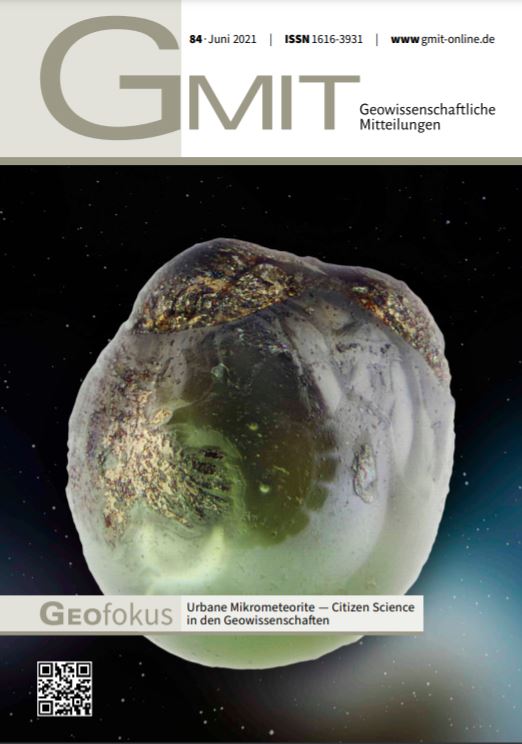 84 · Juni 2021 | ISSN 1616-3931 | www.gmit-online.de
GMIT
Geowissenschaftliche
Mitteilungen
GEOfokus
Urbane Mikrometeorite — Citizen Science
in den Geowissenschaften